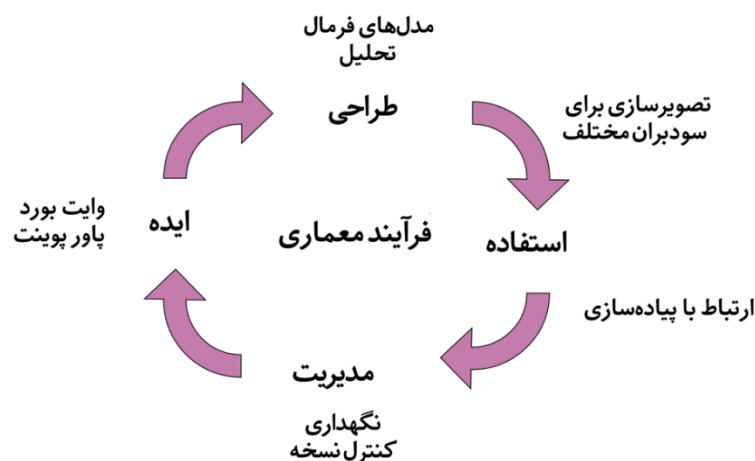 مدل‌های فرمال
تحلیل
طراحی
تصویرسازی برای
سودبران مختلف
وایت بورد
پاور پوینت
ایده
فرآیند معماری
استفاده
ارتباط با پیاده‌سازی
مدیریت
نگهداری
کنترل نسخه